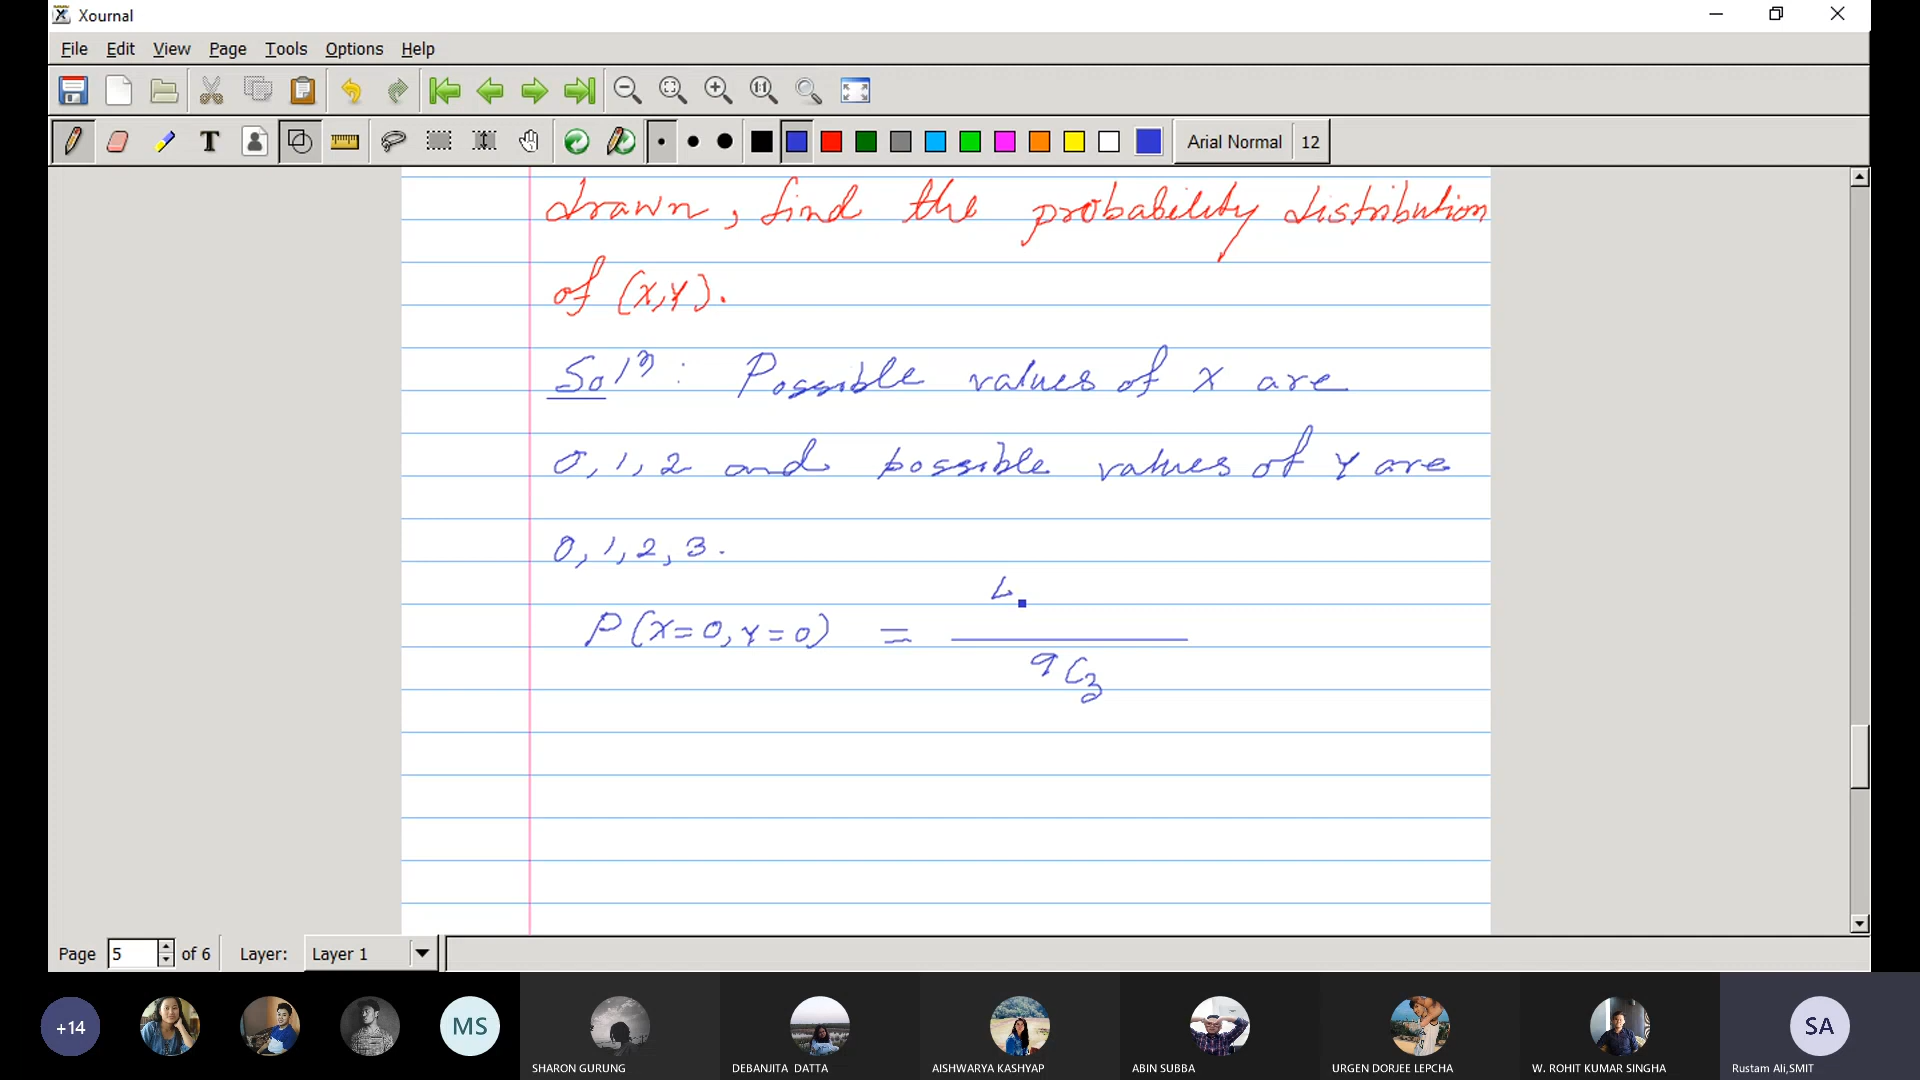 Xournal
File Edit View Page Tools Options Help
T Arial Normal 12
drawn, find the probability distribution
of (X,Y).
Solⁿ: Possible values of X are
0, 1, 2 and possible values of Y are
0, 1, 2, 3.
P(X=0, Y=0) =
9C3
Page 5 of 6 Layer: Layer 1
+14 MS SA
SHARON GURUNG DEBANJITA DATTA AISHWARYA KASHYAP ABIN SUBBA URGEN DORJEE LEPCHA W. ROHIT KUMAR SINGHA Rustam Ali,SMIT